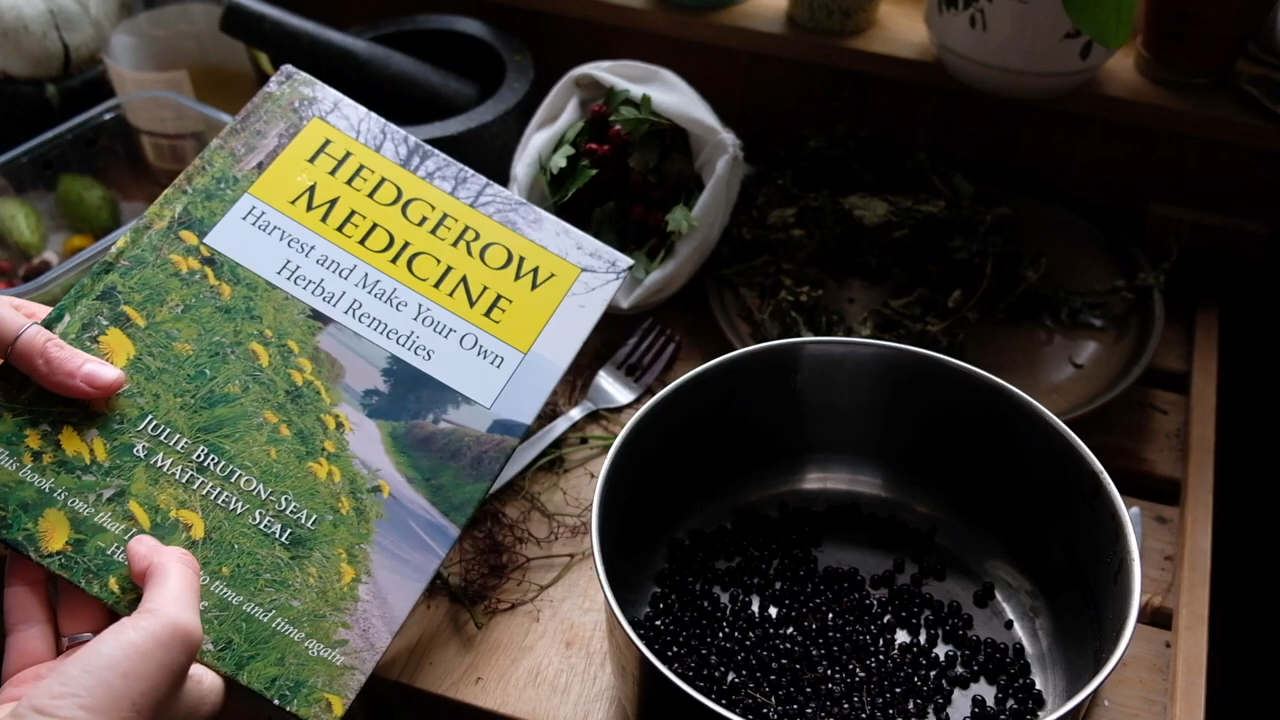 HEDGEROW
MEDICINE
Harvest and Make Your Own
Herbal Remedies
JULIE BRUTON-SEAL
& MATTHEW SEAL
This book is one that I
to time and time again